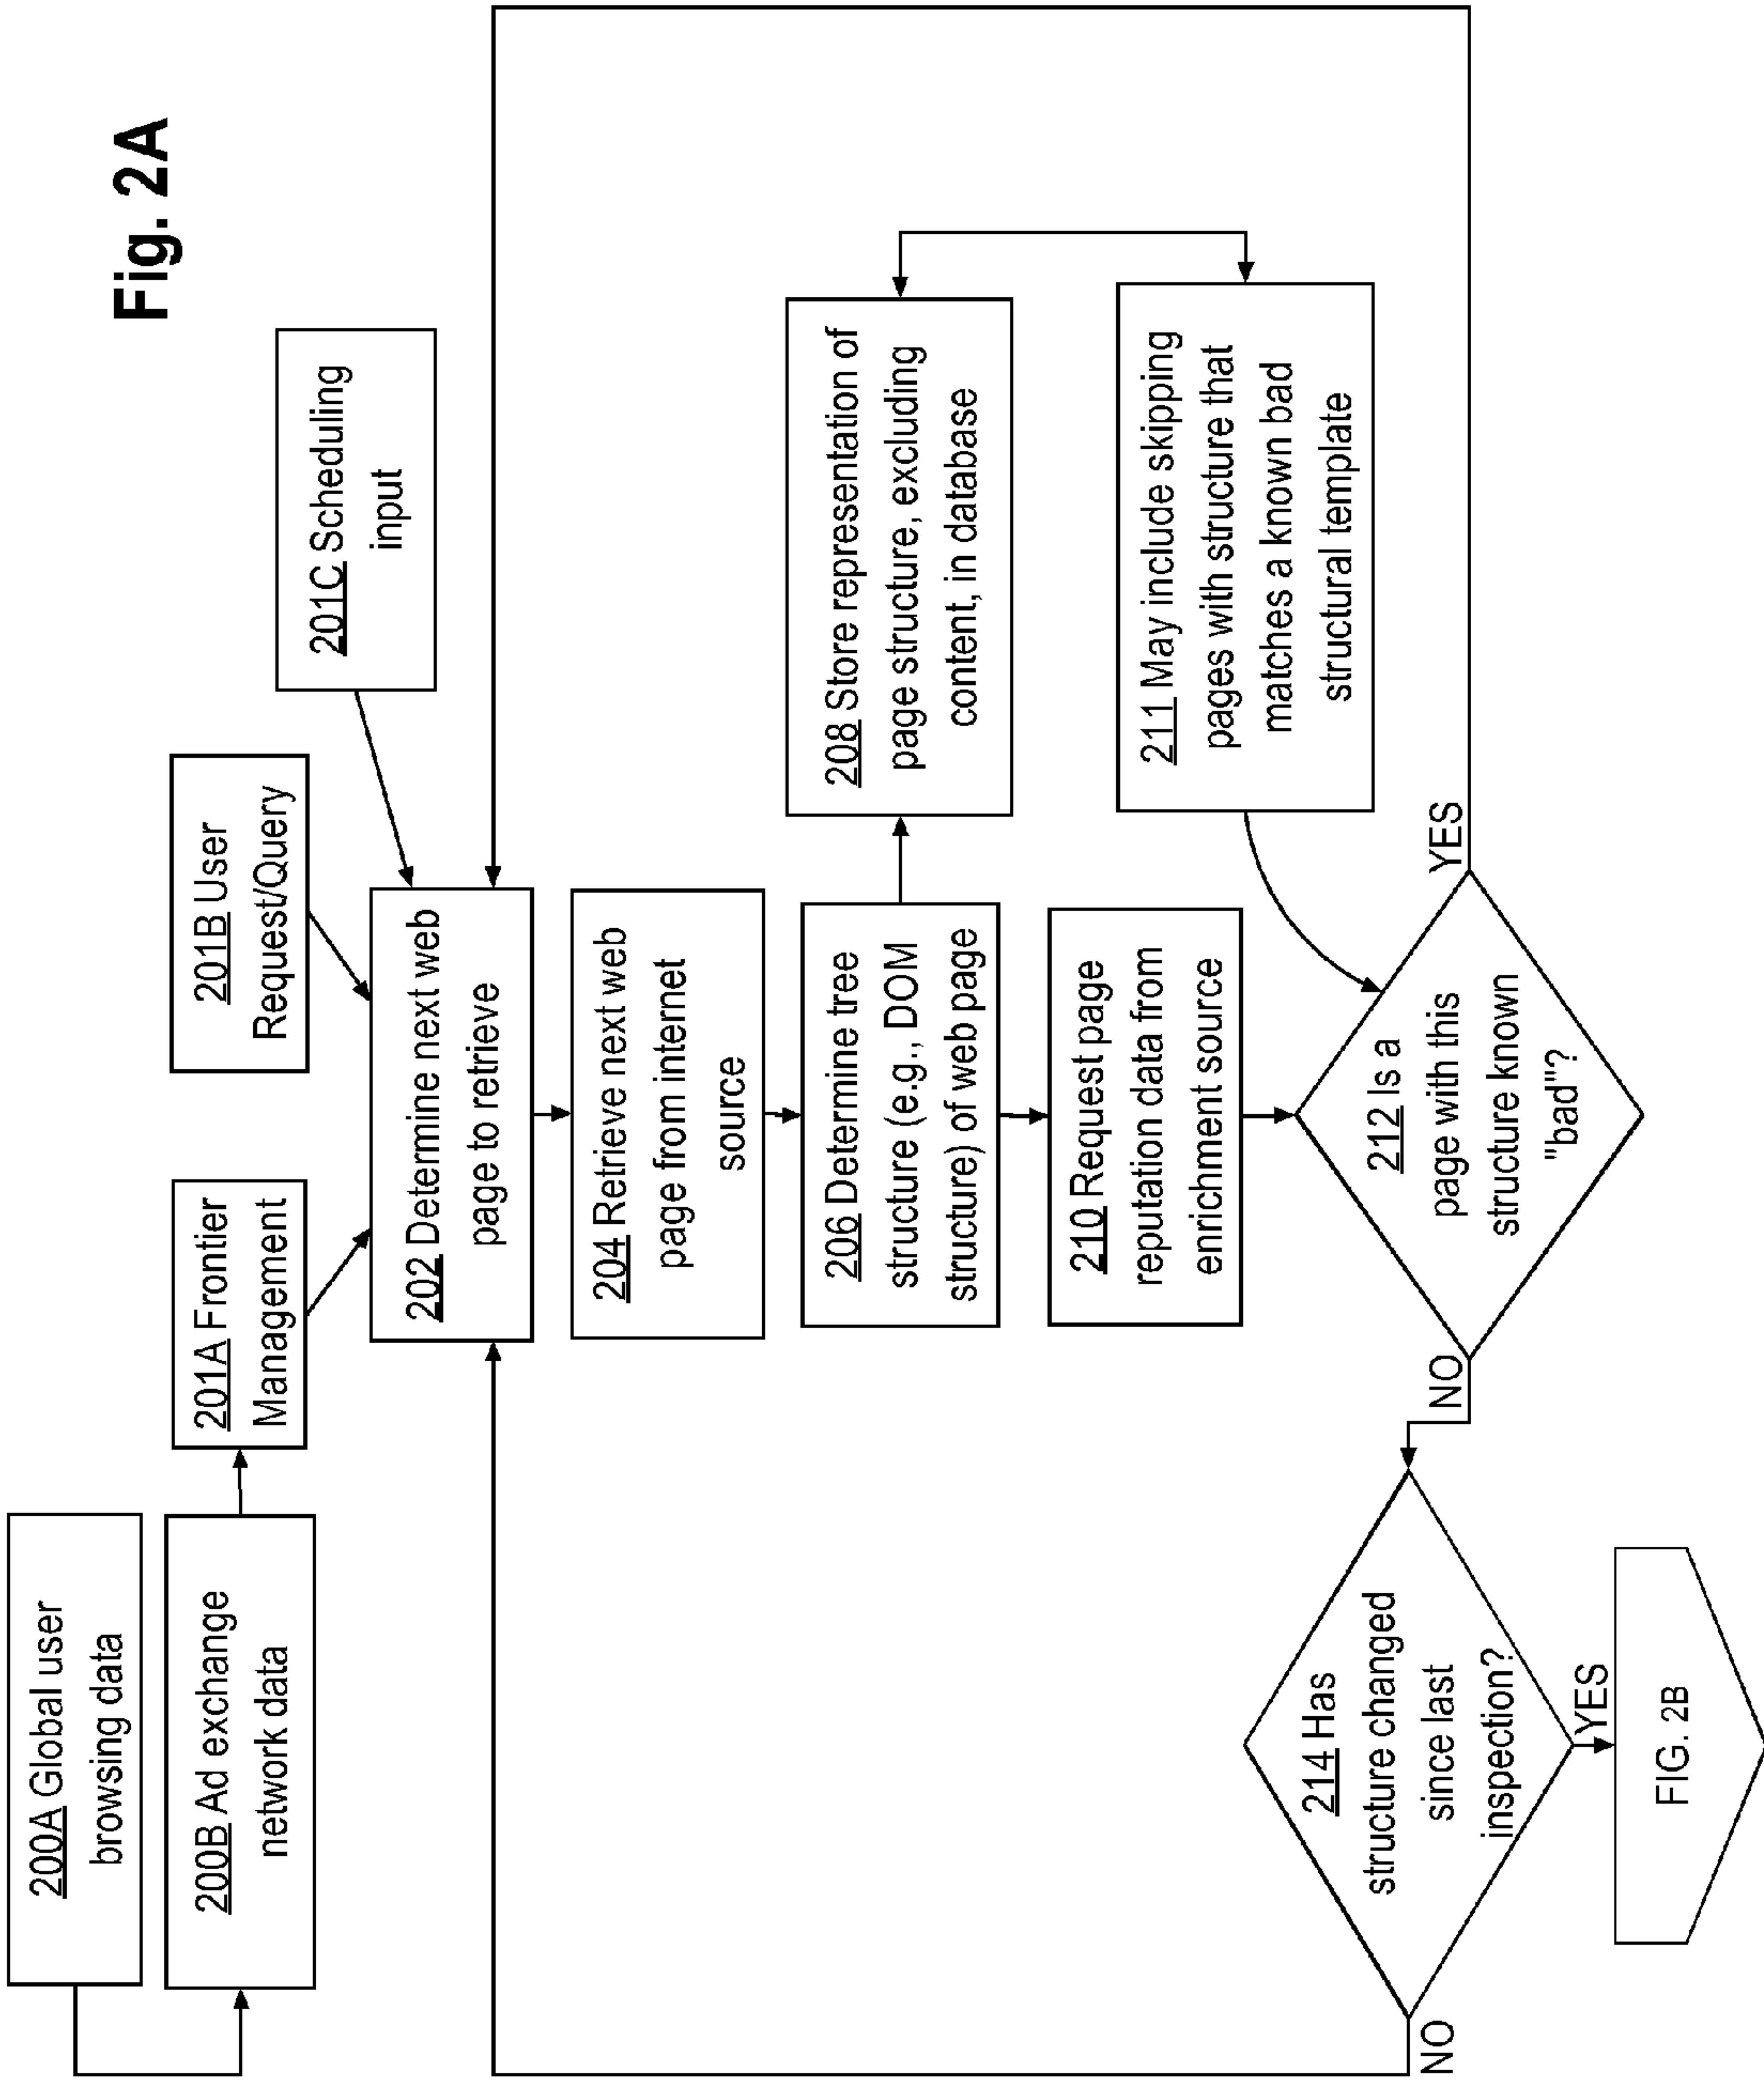 Fig. 2A
200A Global user
browsing data
200B Ad exchange
network data
201A Frontier
Management
201B User
Request/Query
201C Scheduling
input
202 Determine next web
page to retrieve
204 Retrieve next web
page from internet
source
206 Determine tree
structure (e.g., DOM
structure) of web page
208 Store representation of
page structure, excluding
content, in database
210 Request page
reputation data from
enrichment source
211 May include skipping
pages with structure that
matches a known bad
structural template
212 Is a
page with this
structure known
"bad"?
YES
NO
214 Has
structure changed
since last
inspection?
NO
YES
FIG. 2B